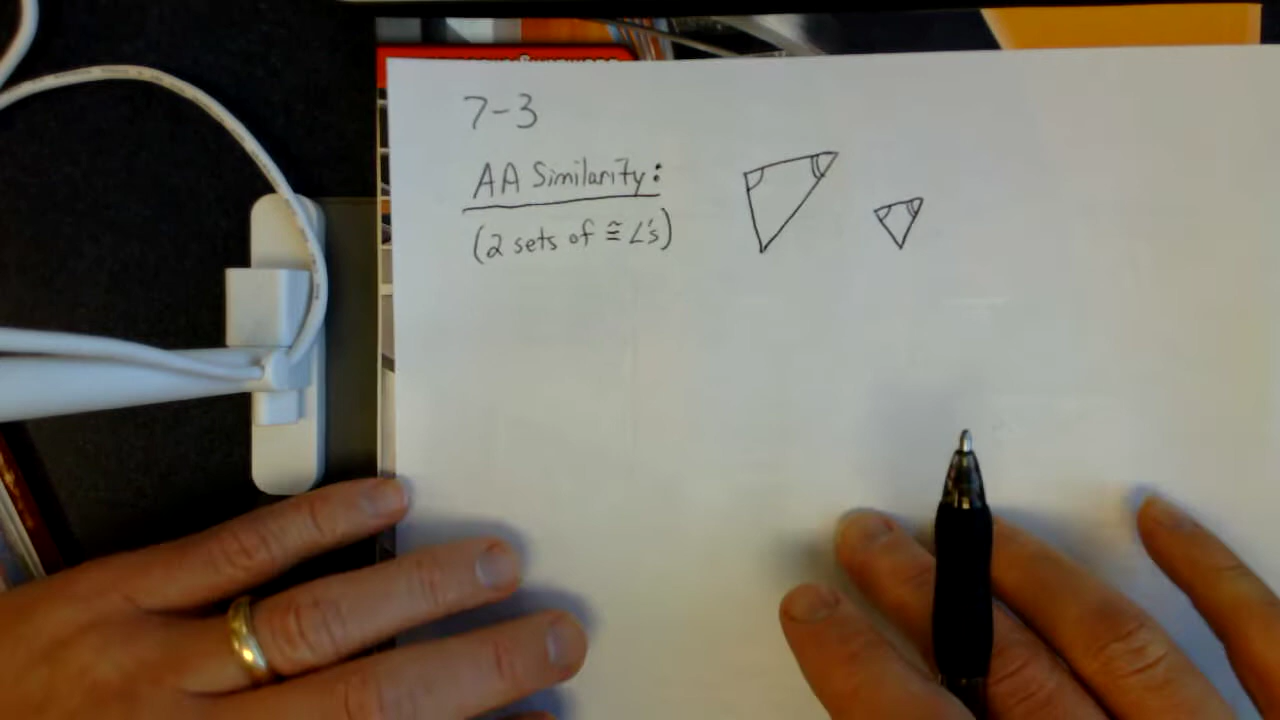 7-3
AA Similarity:
(2 sets of ≅ ∠'s)